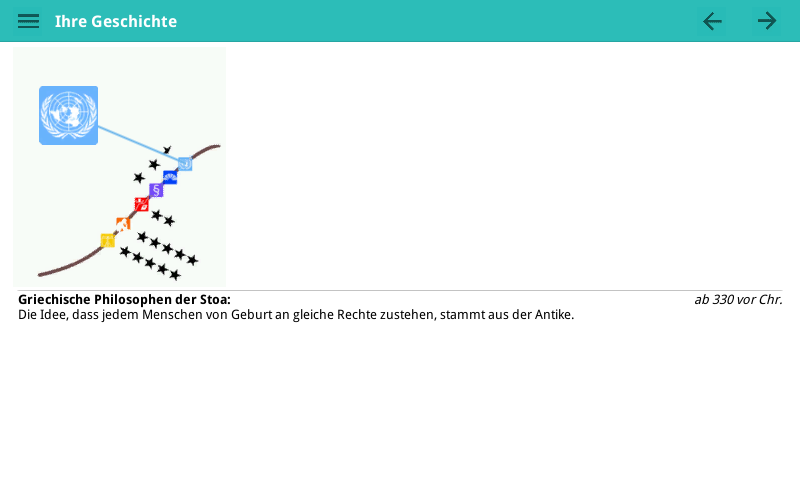 Ihre Geschichte
§
Griechische Philosophen der Stoa: ab 330 vor Chr.
Die Idee, dass jedem Menschen von Geburt an gleiche Rechte zustehen, stammt aus der Antike.